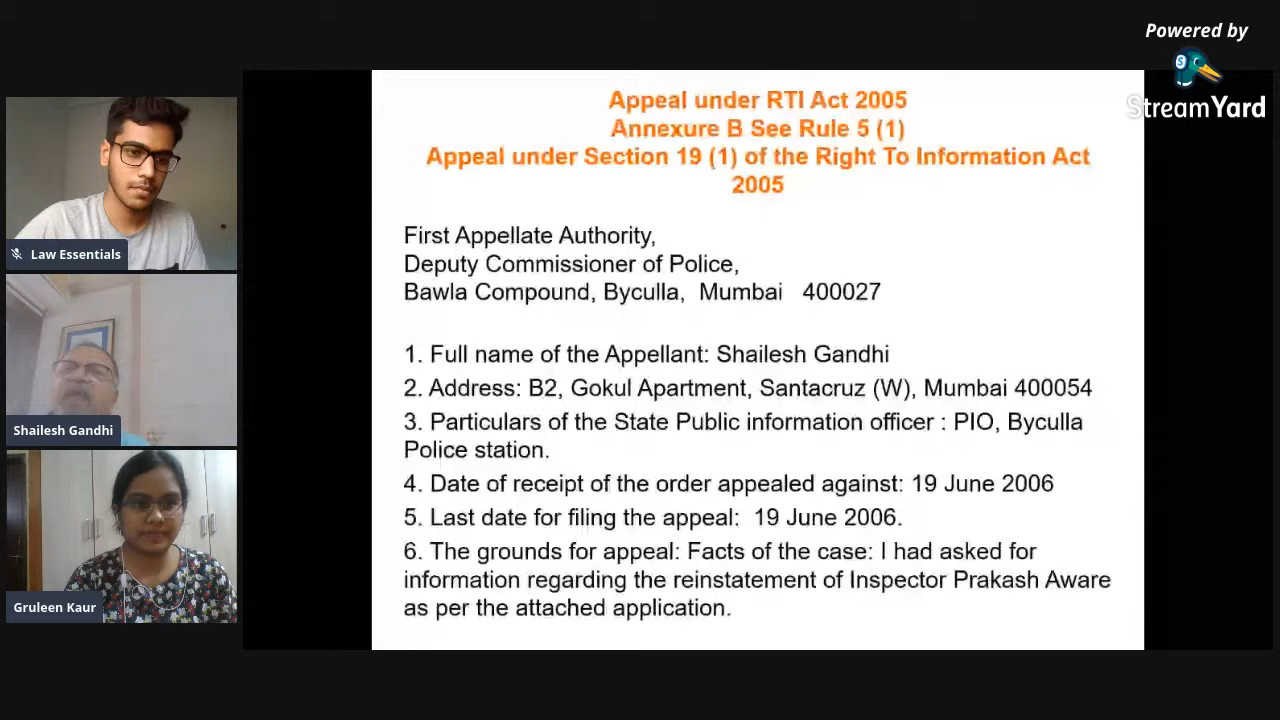 Powered by
StreamYard
Appeal under RTI Act 2005
Annexure B See Rule 5 (1)
Appeal under Section 19 (1) of the Right To Information Act
2005
First Appellate Authority,
Deputy Commissioner of Police,
Bawla Compound, Byculla, Mumbai 400027
1. Full name of the Appellant: Shailesh Gandhi
2. Address: B2, Gokul Apartment, Santacruz (W), Mumbai 400054
3. Particulars of the State Public information officer : PIO, Byculla
Police station.
4. Date of receipt of the order appealed against: 19 June 2006
5. Last date for filing the appeal: 19 June 2006.
6. The grounds for appeal: Facts of the case: I had asked for
information regarding the reinstatement of Inspector Prakash Aware
as per the attached application.
Law Essentials
Shailesh Gandhi
Gruleen Kaur